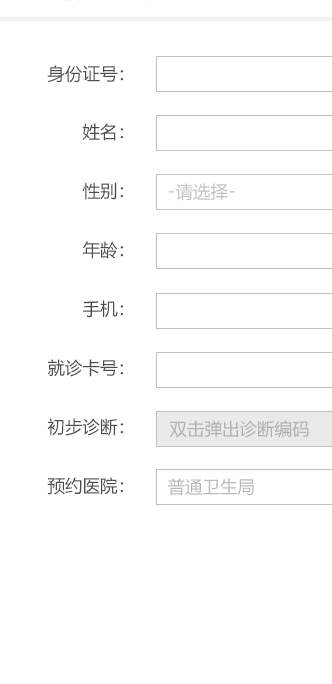 身份证号：
姓名：
性别： -请选择-
年龄：
手机：
就诊卡号：
初步诊断： 双击弹出诊断编码
预约医院： 普通卫生局